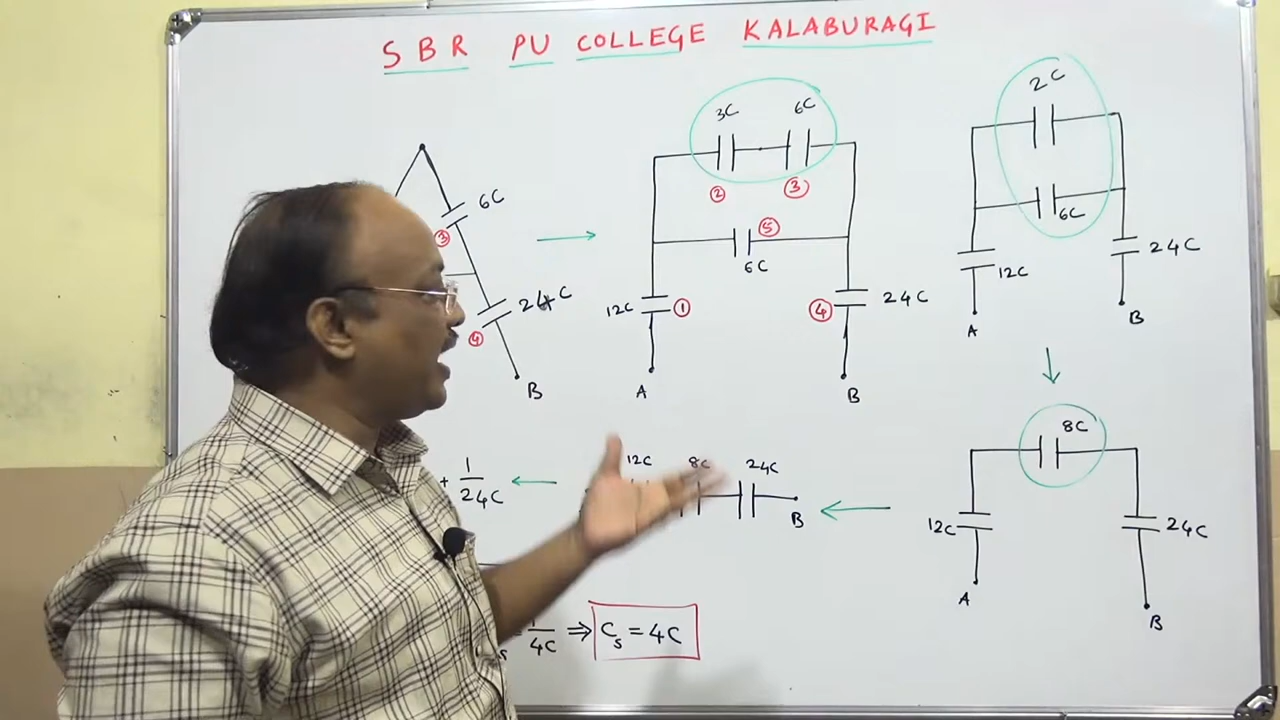 SBR PU COLLEGE KALABURAGI
6C
③
24C
④
B
3C 6C
② ③
⑤
6C
12C ①
④ 24C
A B
2C
6C
12C
24C
A B
8C
12C
24C
A
B
12C 8C 24C
B
+ 1/24C
1/4C ⇒ Cs = 4C